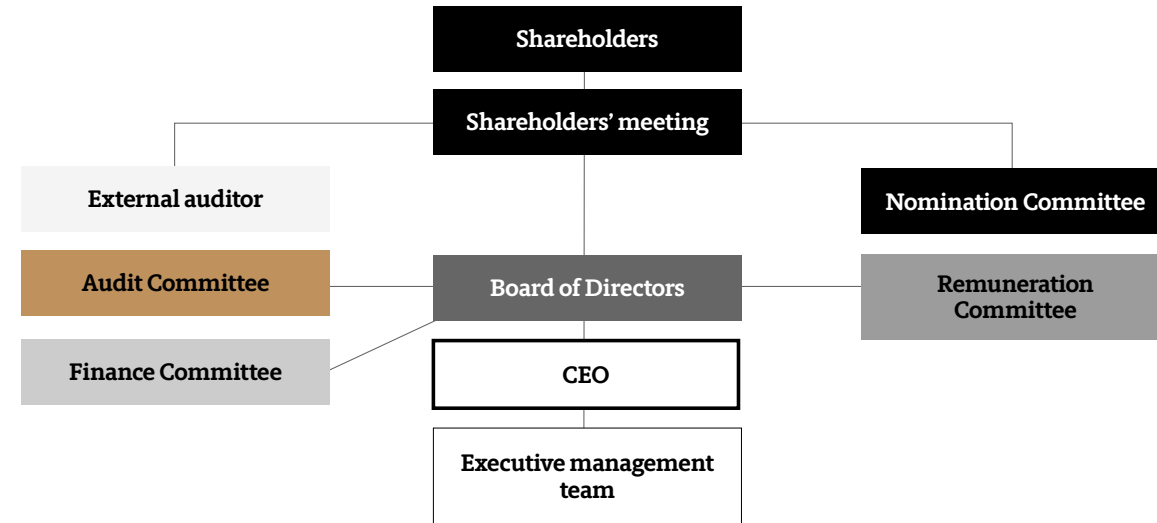 Shareholders
Shareholders’ meeting
External auditor
Nomination Committee
Audit Committee
Board of Directors
Remuneration
Committee
Finance Committee
CEO
Executive management
team